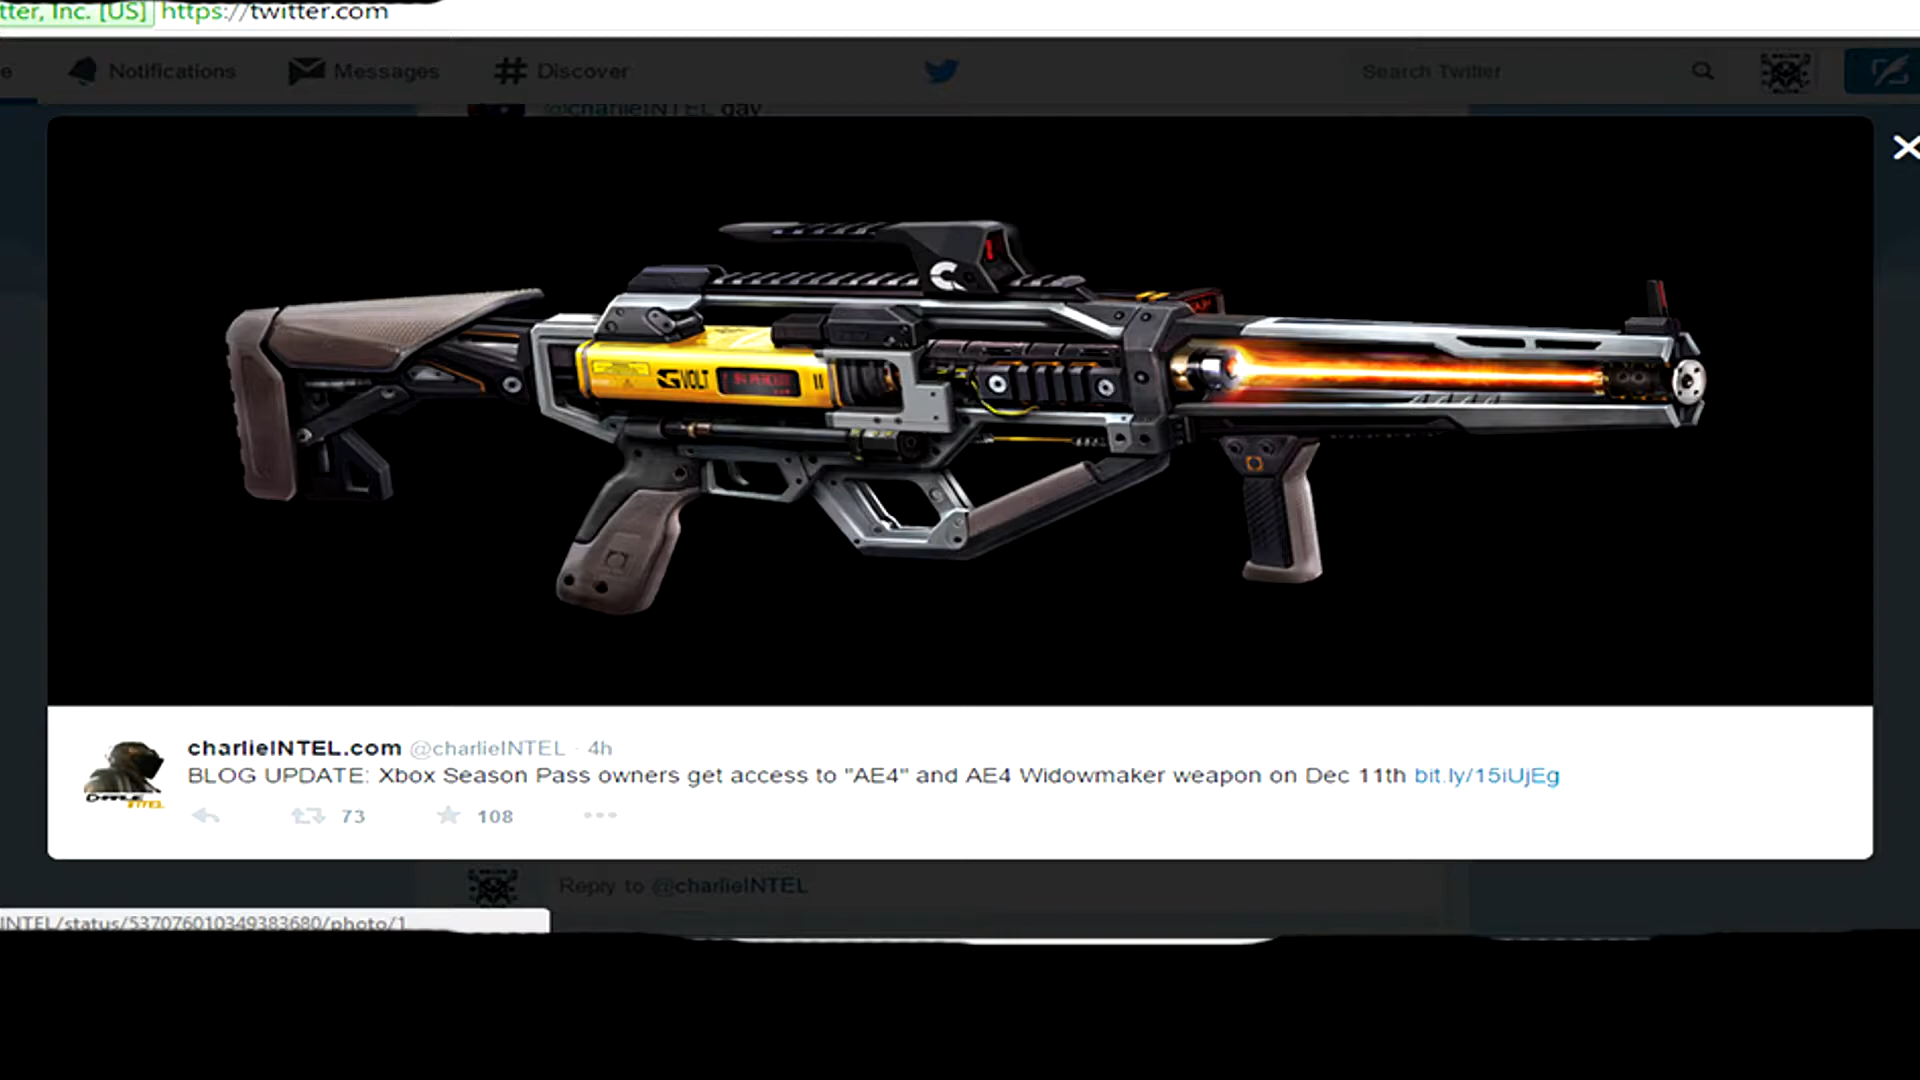 tter, Inc. [US] https://twitter.com
e Notifications Messages Discover Search Twitter
@charlieINTEL gay
VOLT
charlieINTEL.com @charlieINTEL · 4h
BLOG UPDATE: Xbox Season Pass owners get access to "AE4" and AE4 Widowmaker weapon on Dec 11th bit.ly/15iUjEg
73 108
Reply to @charlieINTEL
INTEL/status/537076010349383680/photo/1